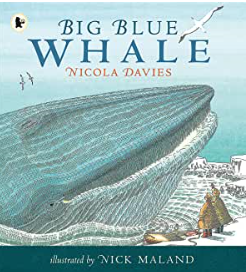 BIG BLUE
WHALE
NICOLA DAVIES
illustrated by NICK MALAND